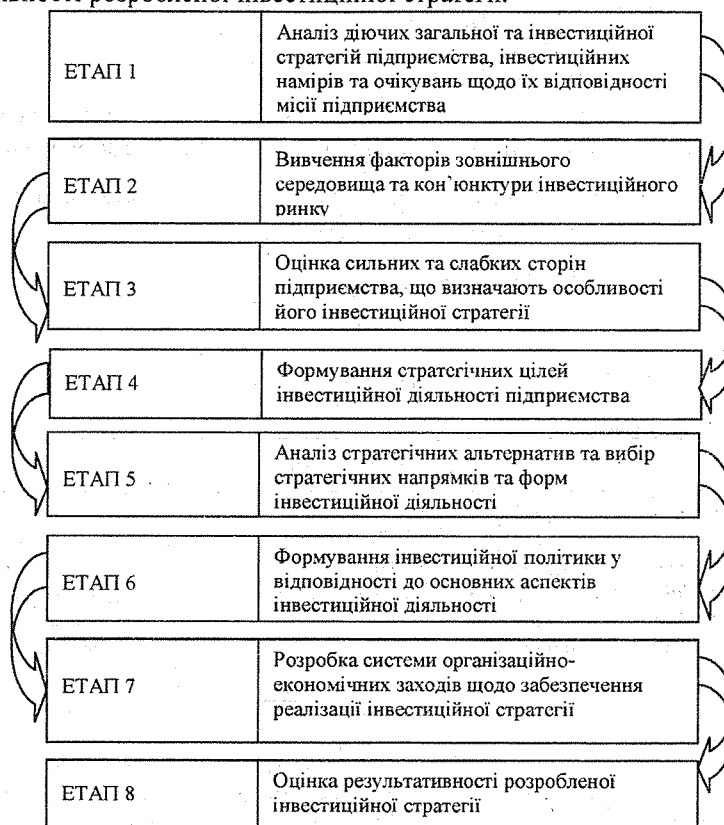 розробленої інвестиційної стратегії.
ЕТАП 1
Аналіз діючих загальної та інвестиційної
стратегій підприємства, інвестиційних
намірів та очікувань щодо їх відповідності
місії підприємства
ЕТАП 2
Вивчення факторів зовнішнього
середовища та кон`юнктури інвестиційного
ринку
ЕТАП 3
Оцінка сильних та слабких сторін
підприємства, що визначають особливості
його інвестиційної стратегії
ЕТАП 4
Формування стратегічних цілей
інвестиційної діяльності підприємства
ЕТАП 5
Аналіз стратегічних альтернатив та вибір
стратегічних напрямків та форм
інвестиційної діяльності
ЕТАП 6
Формування інвестиційної політики у
відповідності до основних аспектів
інвестиційної діяльності
ЕТАП 7
Розробка системи організаційно-
економічних заходів щодо забезпечення
реалізації інвестиційної стратегії
ЕТАП 8
Оцінка результативності розробленої
інвестиційної стратегії